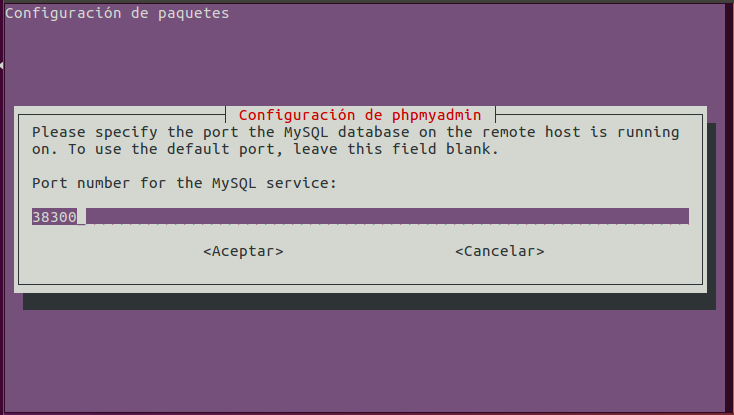 Configuración de paquetes
Configuración de phpmyadmin
Please specify the port the MySQL database on the remote host is running
on. To use the default port, leave this field blank.
Port number for the MySQL service:
38300
<Aceptar> <Cancelar>